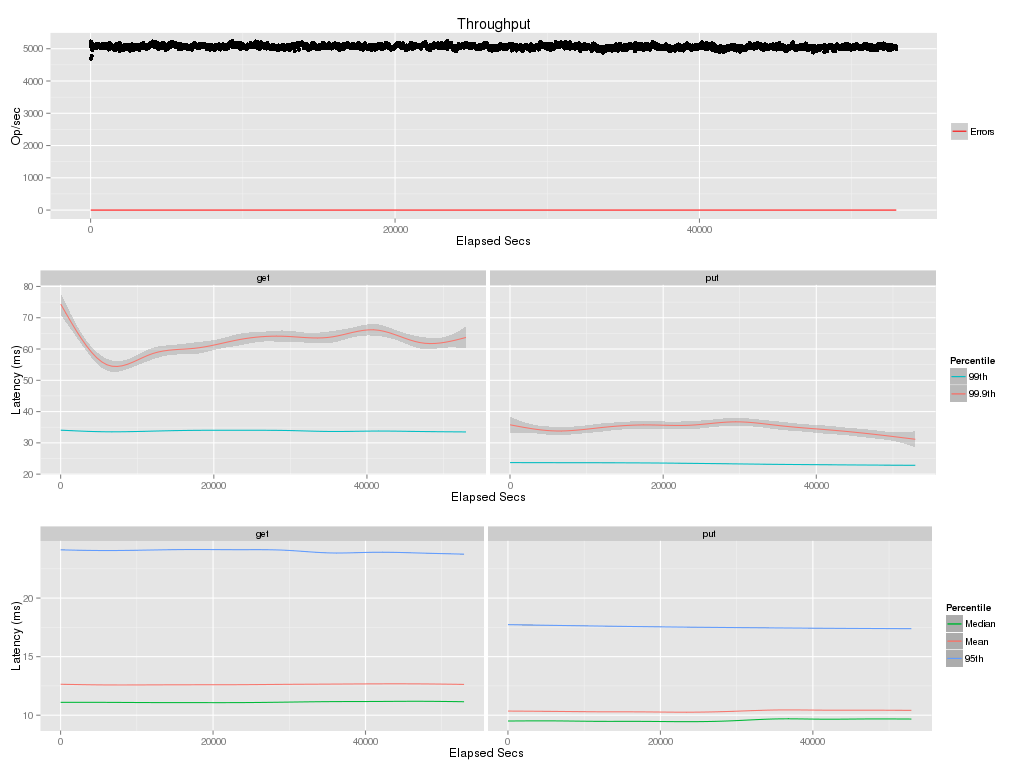 Throughput
Op/sec
5000
4000
3000
2000
1000
0
0 20000 40000
Elapsed Secs
Errors
get put
Latency (ms)
80
70
60
50
40
30
20
0 20000 40000 0 20000 40000
Elapsed Secs
Percentile
99th
99.9th
get put
Latency (ms)
20
15
10
0 20000 40000 0 20000 40000
Elapsed Secs
Percentile
Median
Mean
95th